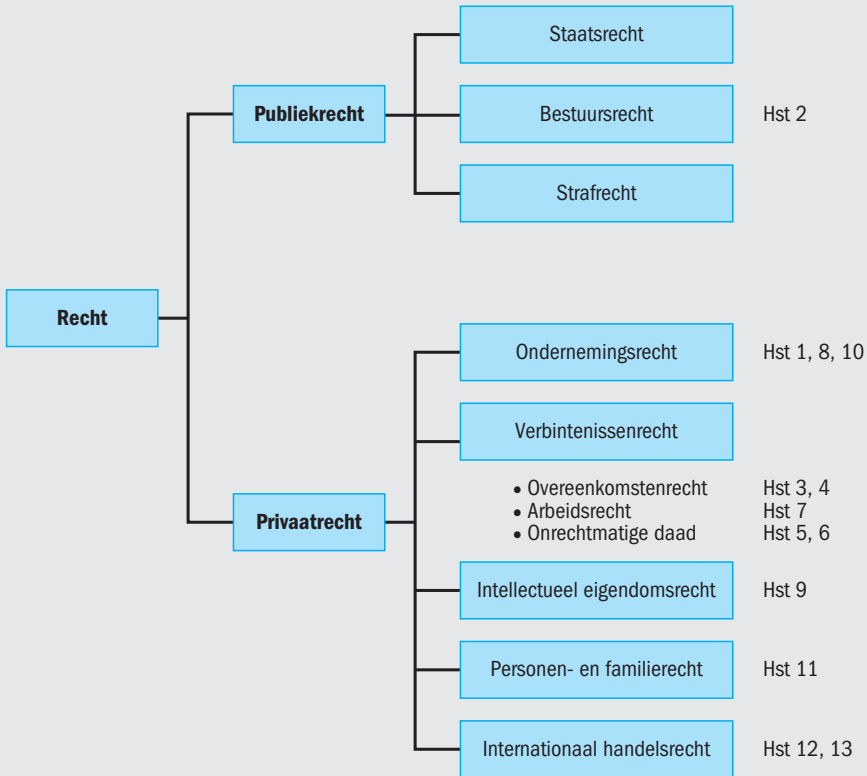 Staatsrecht
Publiekrecht
Bestuursrecht Hst 2
Strafrecht
Recht
Ondernemingsrecht Hst 1, 8, 10
Verbintenissenrecht
• Overeenkomstenrecht Hst 3, 4
• Arbeidsrecht Hst 7
• Onrechtmatige daad Hst 5, 6
Privaatrecht
Intellectueel eigendomsrecht Hst 9
Personen- en familierecht Hst 11
Internationaal handelsrecht Hst 12, 13